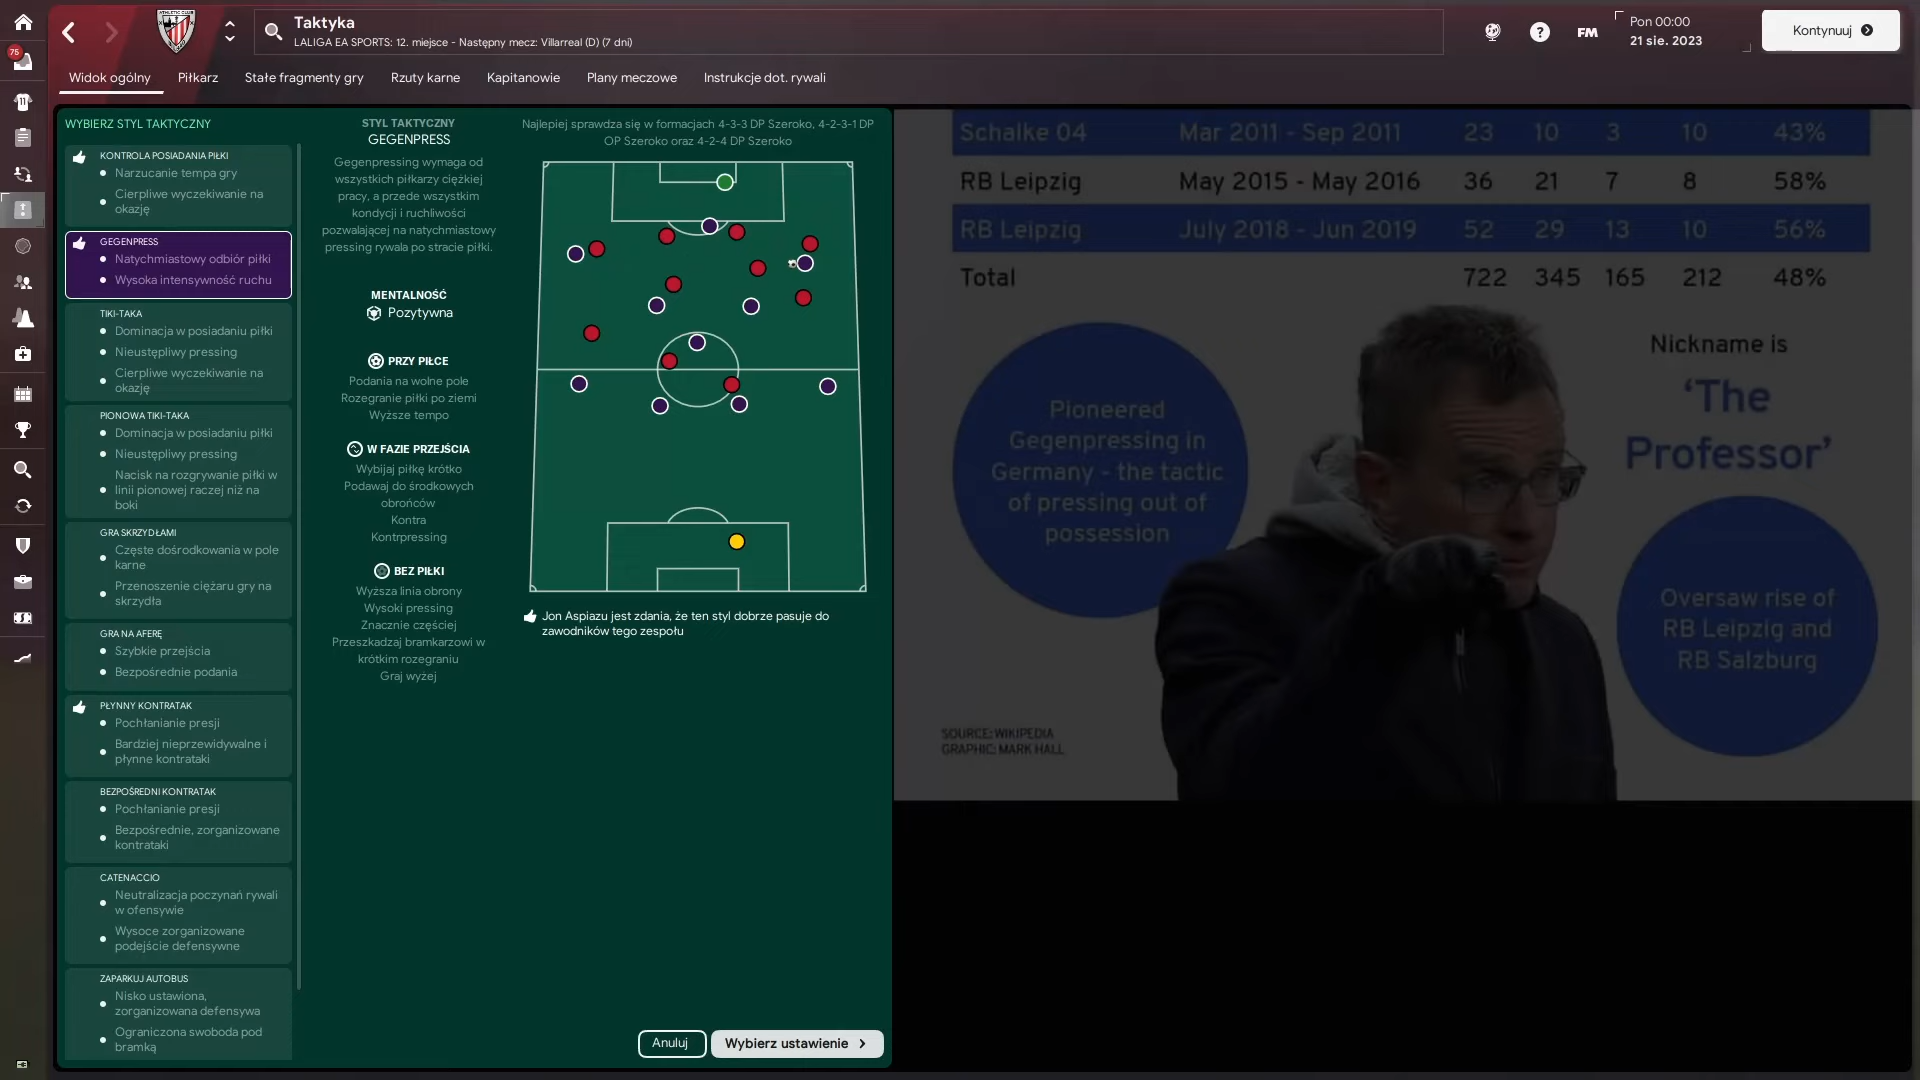 Taktyka
LALIGA EA SPORTS: 12. miejsce - Następny mecz: Villarreal (D) (7 dni)
75
11
?
FM
Pon 00:00
21 sie. 2023
Kontynuuj
Widok ogólny
Piłkarz
Stałe fragmenty gry
Rzuty karne
Kapitanowie
Plany meczowe
Instrukcje dot. rywali
WYBIERZ STYL TAKTYCZNY
KONTROLA POSIADANIA PIŁKI
Narzucanie tempa gry
Cierpliwe wyczekiwanie na
okazję
GEGENPRESS
Natychmiastowy odbiór piłki
Wysoka intensywność ruchu
TIKI-TAKA
Dominacja w posiadaniu piłki
Nieustępliwy pressing
Cierpliwe wyczekiwanie na
okazję
PIONOWA TIKI-TAKA
Dominacja w posiadaniu piłki
Nieustępliwy pressing
Nacisk na rozgrywanie piłki w
linii pionowej raczej niż na
boki
GRA SKRZYDŁAMI
Częste dośrodkowania w pole
karne
Przenoszenie ciężaru gry na
skrzydła
GRA NA AFERĘ
Szybkie przejścia
Bezpośrednie podania
PŁYNNY KONTRATAK
Pochłanianie presji
Bardziej nieprzewidywalne i
płynne kontrataki
BEZPOŚREDNI KONTRATAK
Pochłanianie presji
Bezpośrednie, zorganizowane
kontrataki
CATENACCIO
Neutralizacja poczynań rywali
w ofensywie
Wysoce zorganizowane
podejście defensywne
ZAPARKUJ AUTOBUS
Nisko ustawiona,
zorganizowana defensywa
Ograniczona swoboda pod
bramką
STYL TAKTYCZNY
GEGENPRESS
Gegenpressing wymaga od
wszystkich piłkarzy ciężkiej
pracy, a przede wszystkim
kondycji i ruchliwości
pozwalającej na natychmiastowy
pressing rywala po stracie piłki.
MENTALNOŚĆ
Pozytywna
PRZY PIŁCE
Podania na wolne pole
Rozegranie piłki po ziemi
Wyższe tempo
W FAZIE PRZEJŚCIA
Wybijaj piłkę krótko
Podawaj do środkowych
obrońców
Kontra
Kontrpressing
BEZ PIŁKI
Wyższa linia obrony
Wysoki pressing
Znacznie częściej
Przeszkadzaj bramkarzowi w
krótkim rozegraniu
Graj wyżej
Najlepiej sprawdza się w formacjach 4-3-3 DP Szeroko, 4-2-3-1 DP
OP Szeroko oraz 4-2-4 DP Szeroko
Jon Aspiazu jest zdania, że ten styl dobrze pasuje do
zawodników tego zespołu
Anuluj
Wybierz ustawienie
Schalke 04 Mar 2011 - Sep 2011 23 10 3 10 43%
RB Leipzig May 2015 - May 2016 36 21 7 8 58%
RB Leipzig July 2018 - Jun 2019 52 29 13 10 56%
Total 722 345 165 212 48%
Pioneered
Gegenpressing in
Germany - the tactic
of pressing out of
possession
Nickname is
‘The
Professor’
Oversaw rise of
RB Leipzig and
RB Salzburg
SOURCE: WIKIPEDIA
GRAPHIC: MARK HALL